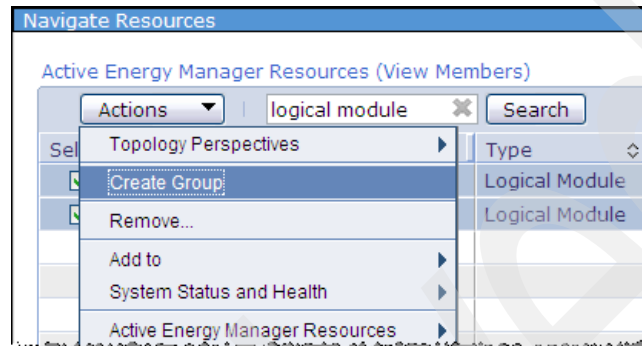 Navigate Resources
Active Energy Manager Resources (View Members)
Actions logical module Search
Sel Type
Topology Perspectives
Create Group Logical Module
Remove... Logical Module
Add to
System Status and Health
Active Energy Manager Resources